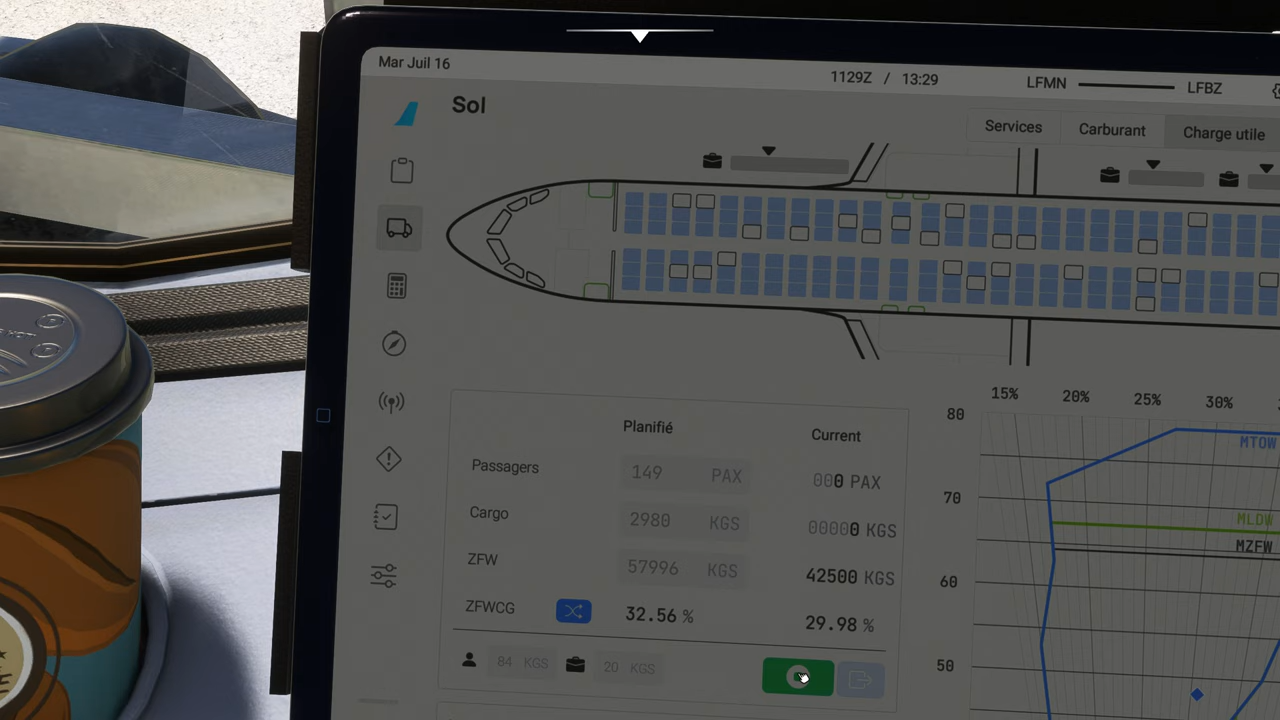 Mar Juil 16
1129Z / 13:29
LFMN LFBZ
Sol
Services Carburant Charge utile
Planifié Current
Passagers 149 PAX 000 PAX
Cargo 2980 KGS 00000 KGS
ZFW 57996 KGS 42500 KGS
ZFWCG 32.56 % 29.98 %
84 KGS 20 KGS
15% 20% 25% 30%
80
70
60
50
MTOW
MLDW
MZFW